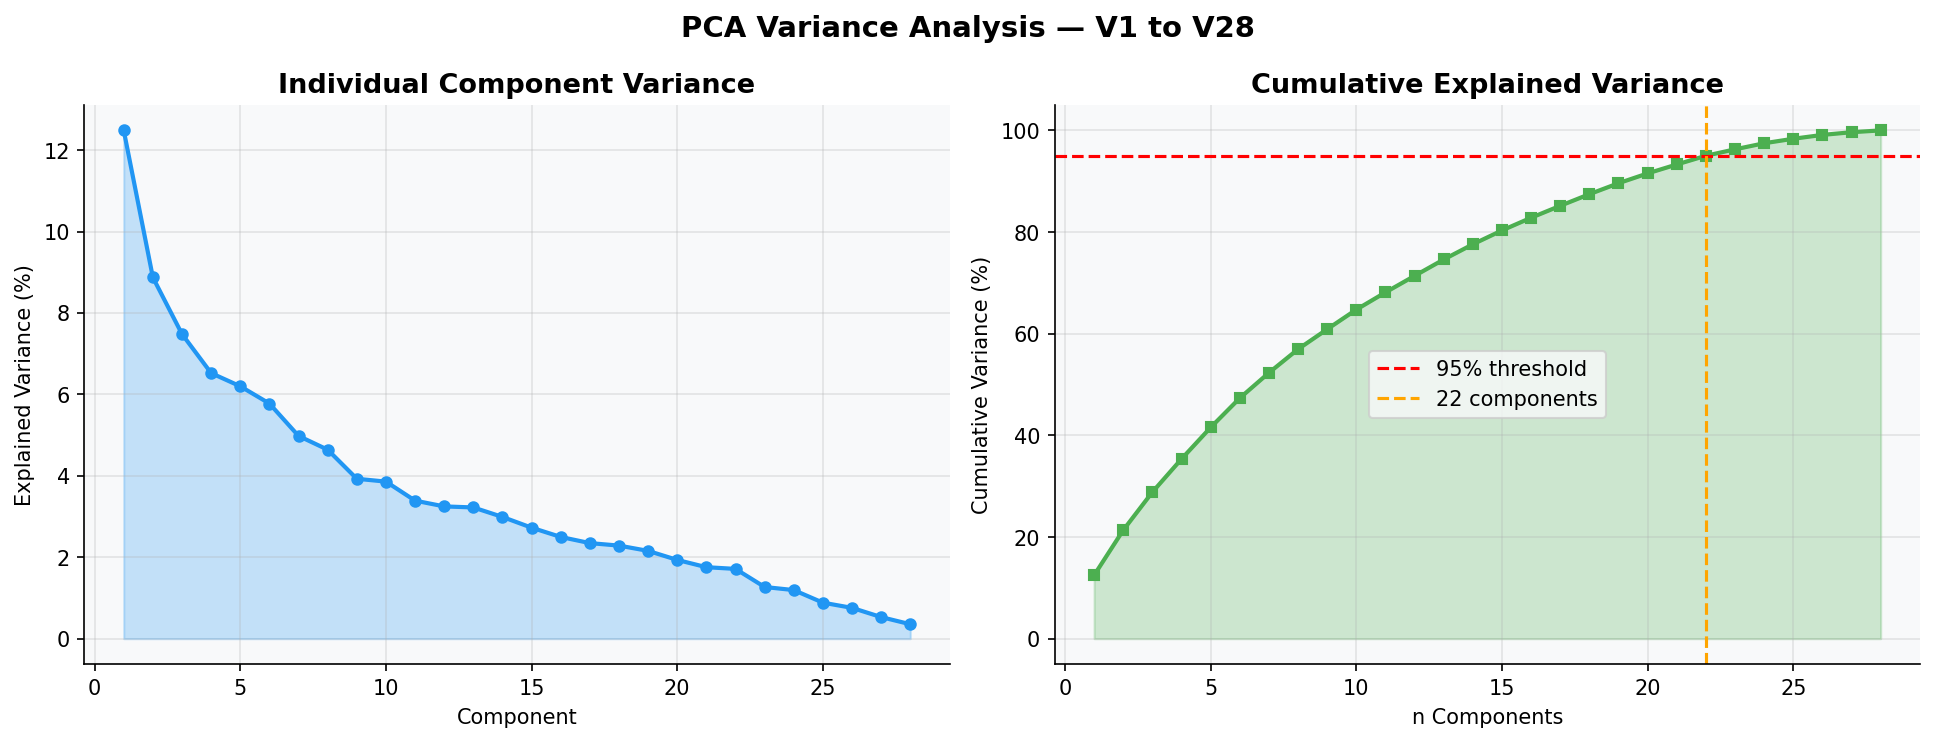 PCA Variance Analysis — V1 to V28
Individual Component Variance
Explained Variance (%)
12
10
8
6
4
2
0
0 5 10 15 20 25
Component
Cumulative Explained Variance
Cumulative Variance (%)
100
80
60
40
20
0
95% threshold
22 components
0 5 10 15 20 25
n Components